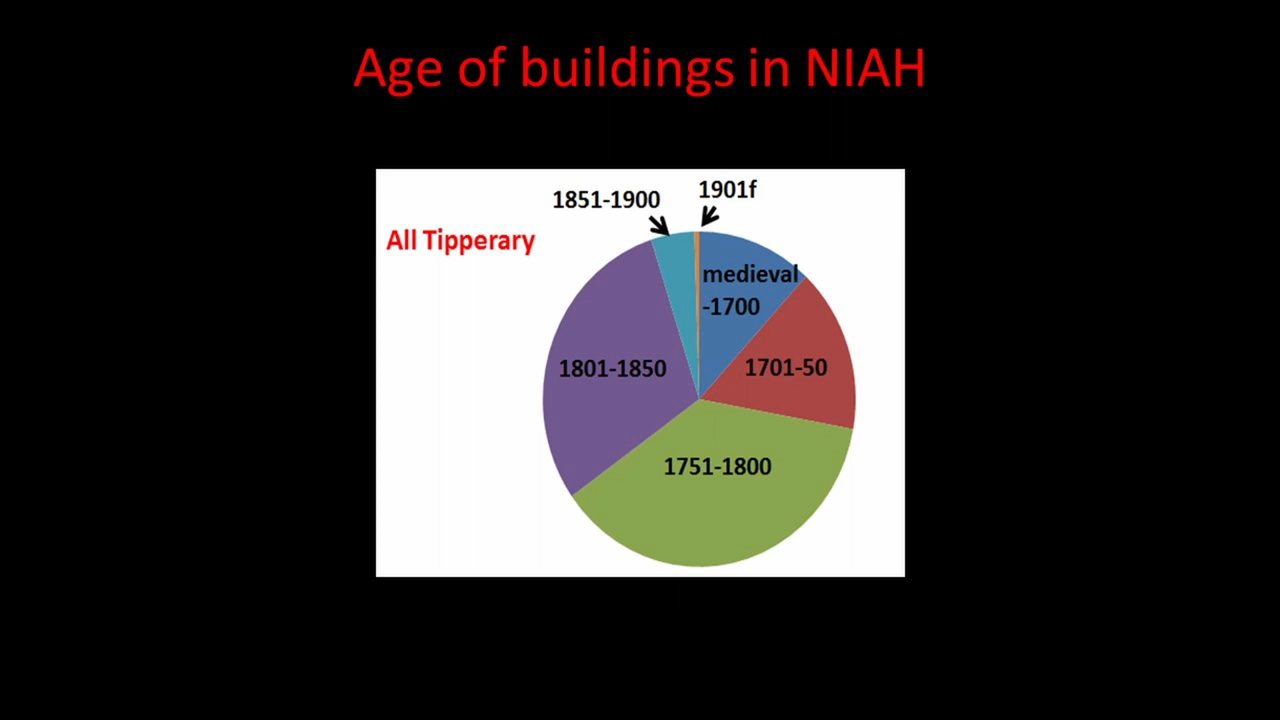 Age of buildings in NIAH
1851-1900
1901f
All Tipperary
medieval
-1700
1801-1850
1701-50
1751-1800